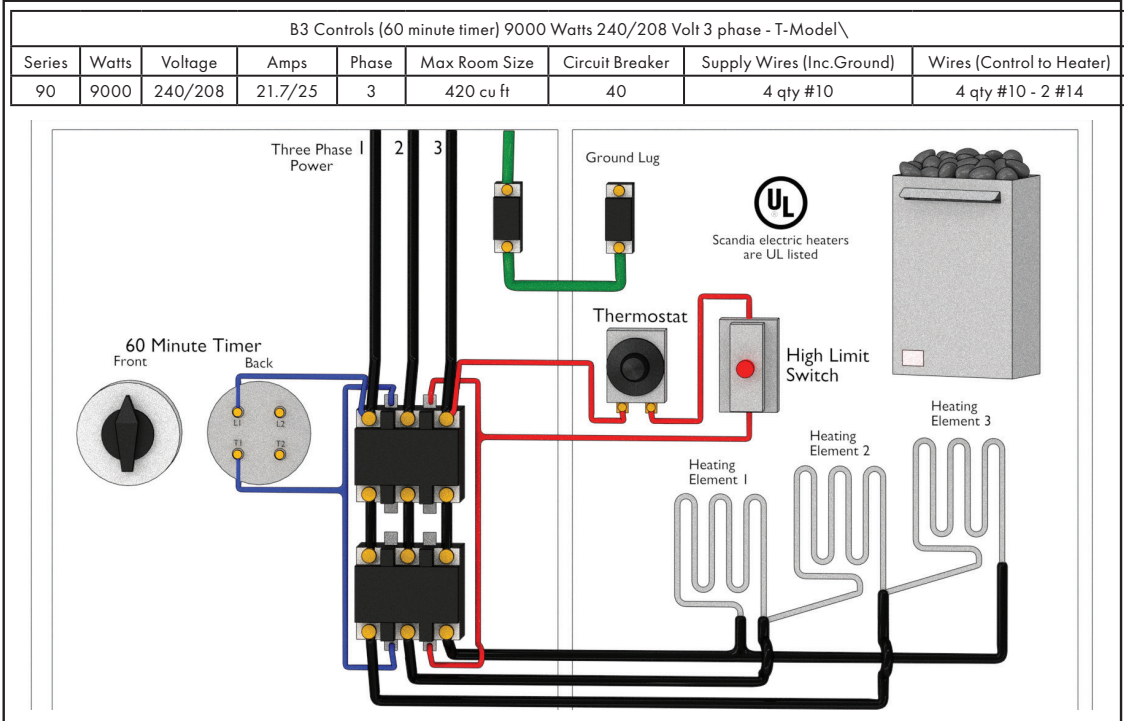 B3 Controls (60 minute timer) 9000 Watts 240/208 Volt 3 phase - T-Model\
Series Watts Voltage Amps Phase Max Room Size Circuit Breaker Supply Wires (Inc.Ground) Wires (Control to Heater)
90 9000 240/208 21.7/25 3 420 cu ft 40 4 qty #10 4 qty #10 - 2 #14
Three Phase
Power
1 2 3
Ground Lug
UL
Scandia electric heaters
are UL listed
Thermostat
High Limit
Switch
60 Minute Timer
Front
Back
L1 L2
T1 T2
Heating
Element 1
Heating
Element 2
Heating
Element 3